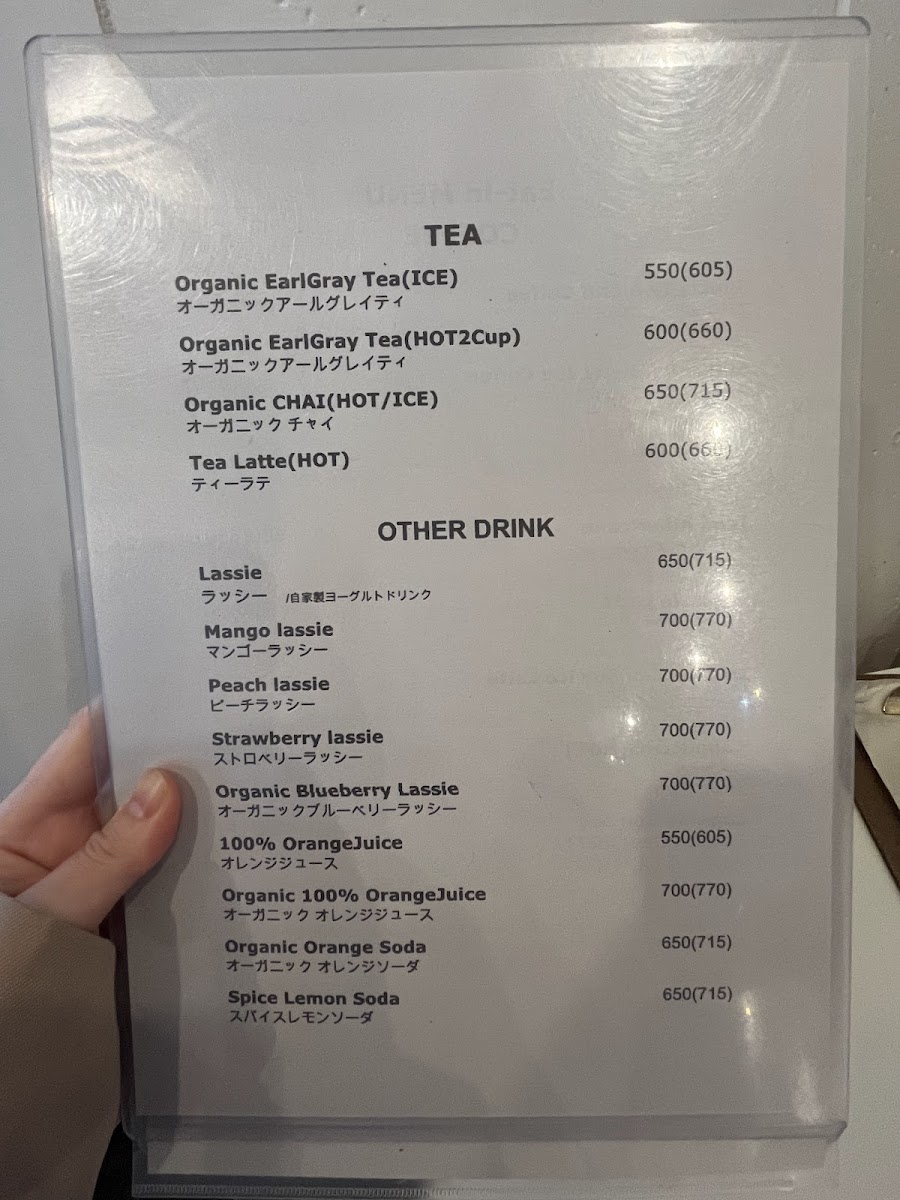 TEA
Organic EarlGray Tea(ICE) 550(605)
オーガニックアールグレイティ
Organic EarlGray Tea(HOT2Cup) 600(660)
オーガニックアールグレイティ
Organic CHAI(HOT/ICE) 650(715)
オーガニック チャイ
Tea Latte(HOT) 600(660)
ティーラテ
OTHER DRINK
Lassie 650(715)
ラッシー /自家製ヨーグルトドリンク
Mango lassie 700(770)
マンゴーラッシー
Peach lassie 700(770)
ピーチラッシー
Strawberry lassie 700(770)
ストロベリーラッシー
Organic Blueberry Lassie 700(770)
オーガニックブルーベリーラッシー
100% OrangeJuice 550(605)
オレンジジュース
Organic 100% OrangeJuice 700(770)
オーガニック オレンジジュース
Organic Orange Soda 650(715)
オーガニック オレンジソーダ
Spice Lemon Soda 650(715)
スパイスレモンソーダ